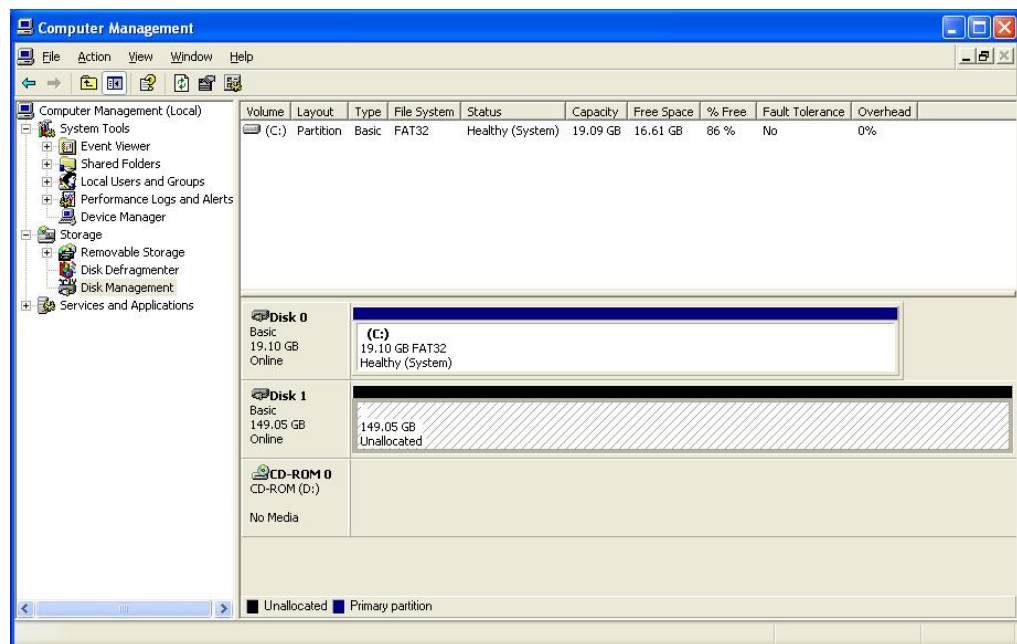 Computer Management
File Action View Window Help
Computer Management (Local)
System Tools
Event Viewer
Shared Folders
Local Users and Groups
Performance Logs and Alerts
Device Manager
Storage
Removable Storage
Disk Defragmenter
Disk Management
Services and Applications
Volume Layout Type File System Status Capacity Free Space % Free Fault Tolerance Overhead
(C:) Partition Basic FAT32 Healthy (System) 19.09 GB 16.61 GB 86 % No 0%
Disk 0
Basic
19.10 GB
Online
(C:)
19.10 GB FAT32
Healthy (System)
Disk 1
Basic
149.05 GB
Online
149.05 GB
Unallocated
CD-ROM 0
CD-ROM (D:)
No Media
Unallocated Primary partition